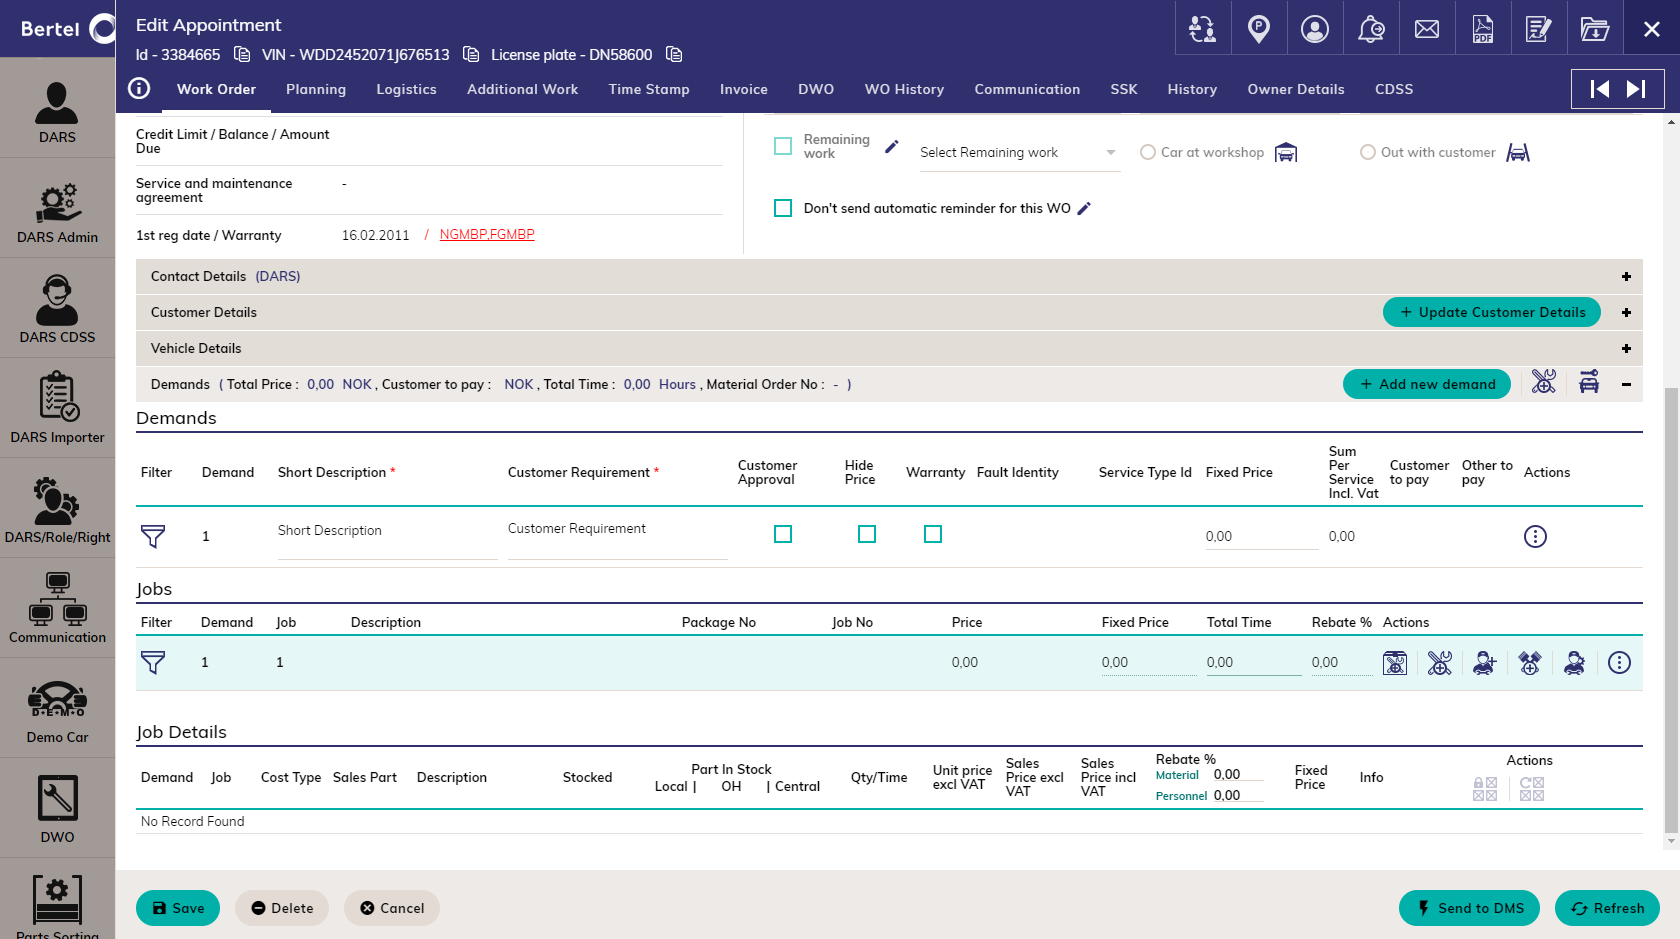 Bertel
Edit Appointment
Id - 3384665 VIN - WDD2452071J676513 License plate - DN58600
PDF
P
Work Order Planning Logistics Additional Work Time Stamp Invoice DWO WO History Communication SSK History Owner Details CDSS
DARS
DARS Admin
DARS CDSS
DARS Importer
DARS/Role/Right
Communication
D·E·M·O
Demo Car
DWO
Parts Sorting
Credit Limit / Balance / Amount
Due
Service and maintenance
agreement
-
1st reg date / Warranty 16.02.2011 / NGMBP,FGMBP
Remaining
work
Select Remaining work
Car at workshop
Out with customer
Don't send automatic reminder for this WO
Contact Details (DARS)
Customer Details
+ Update Customer Details
Vehicle Details
Demands ( Total Price : 0,00 NOK , Customer to pay : NOK , Total Time : 0,00 Hours , Material Order No : - )
+ Add new demand
Demands
Filter Demand Short Description * Customer Requirement * Customer Approval Hide Price Warranty Fault Identity Service Type Id Fixed Price Sum Per Service Incl. Vat Customer to pay Other to pay Actions
1 Short Description Customer Requirement 0,00 0,00
Jobs
Filter Demand Job Description Package No Job No Price Fixed Price Total Time Rebate % Actions
1 1 0,00 0,00 0,00 0,00
Job Details
Demand Job Cost Type Sales Part Description Stocked Part In Stock Local | OH | Central Qty/Time Unit price excl VAT Sales Price excl VAT Sales Price incl VAT Rebate % Material 0,00 Personnel 0,00 Fixed Price Info Actions
No Record Found
Save
Delete
Cancel
Send to DMS
Refresh